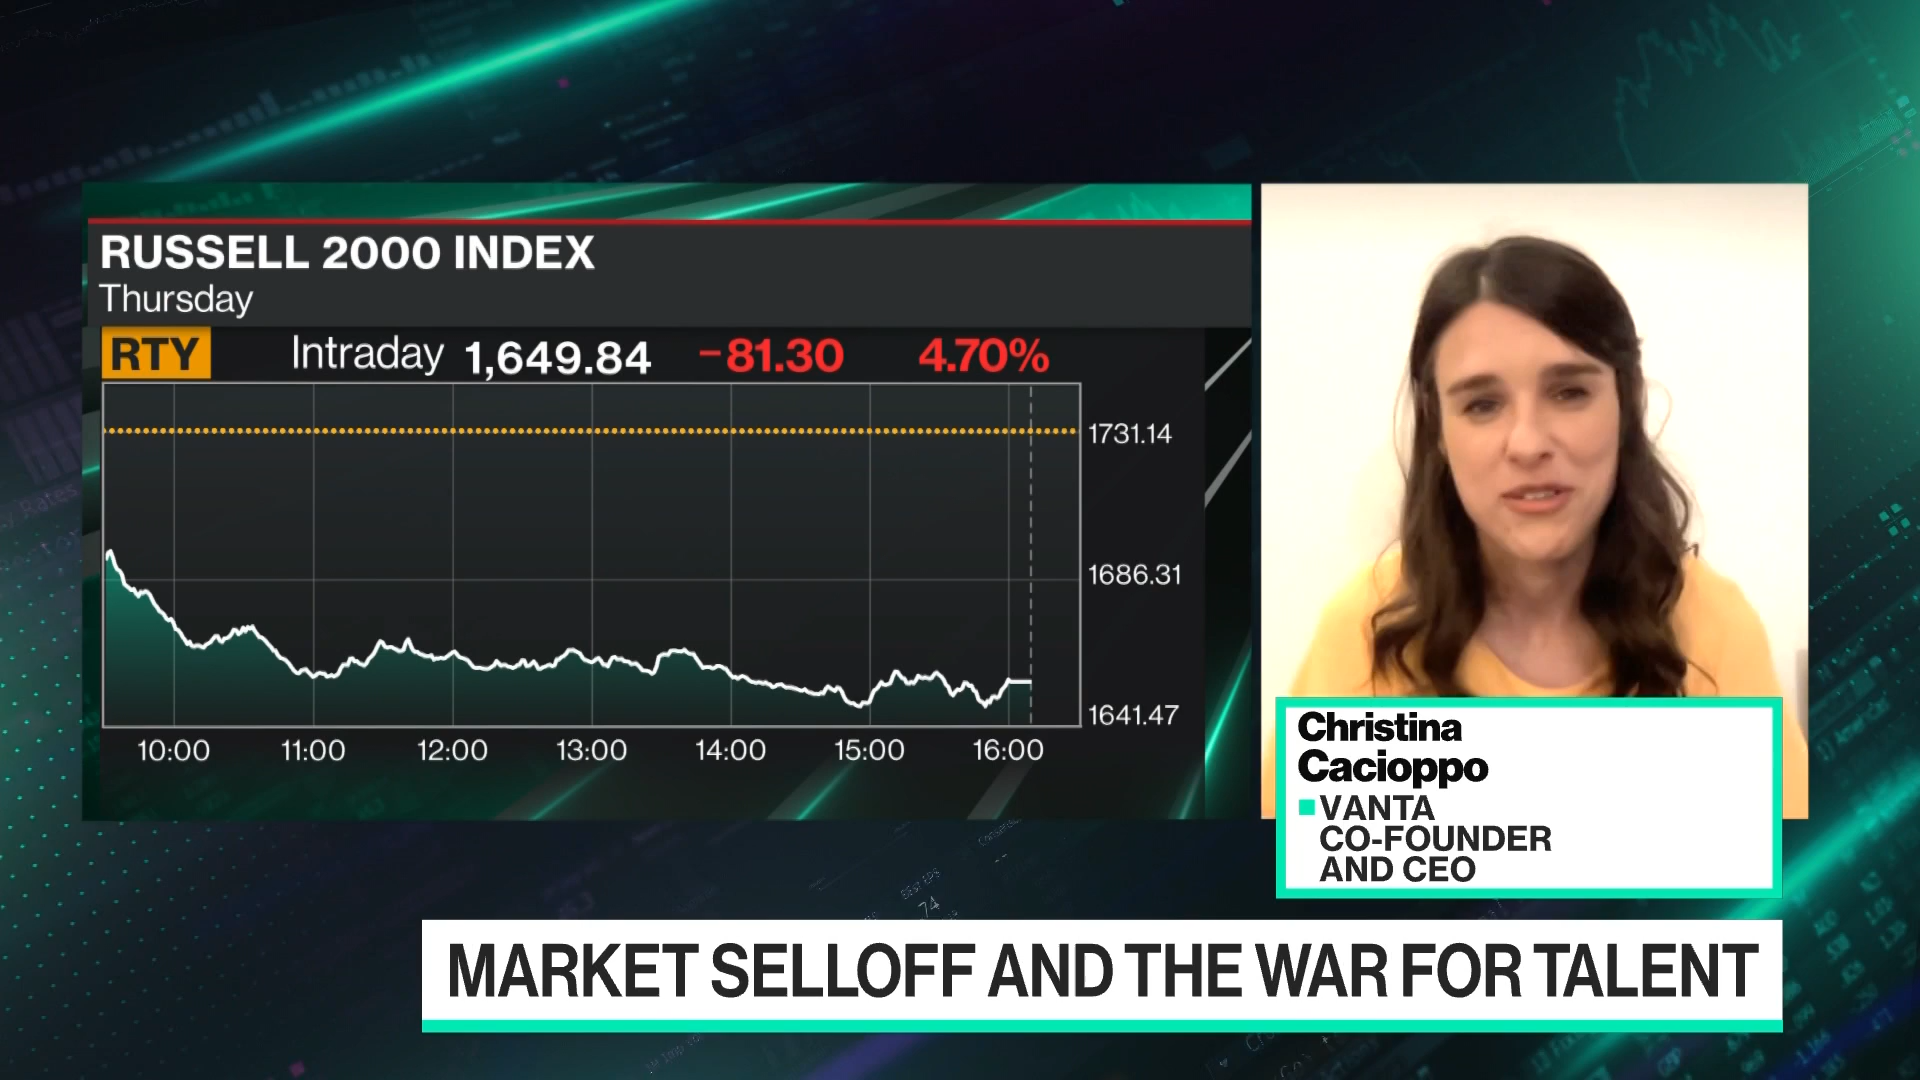 RUSSELL 2000 INDEX
Thursday
RTY Intraday 1,649.84 −81.30 4.70%
1731.14
1686.31
1641.47
10:00 11:00 12:00 13:00 14:00 15:00 16:00
Christina
Cacioppo
VANTA
CO-FOUNDER
AND CEO
MARKET SELLOFF AND THE WAR FOR TALENT